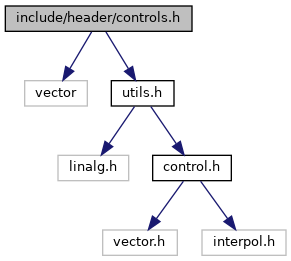 include/header/controls.h
vector
utils.h
linalg.h
control.h
vector.h
interpol.h